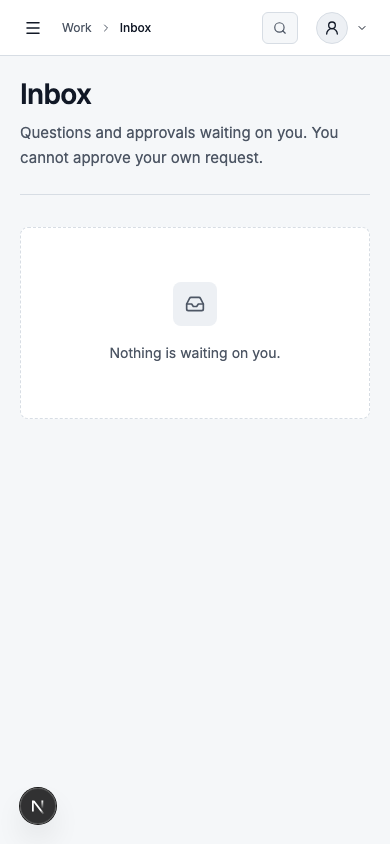 Work > Inbox
Inbox
Questions and approvals waiting on you. You
cannot approve your own request.
Nothing is waiting on you.
N